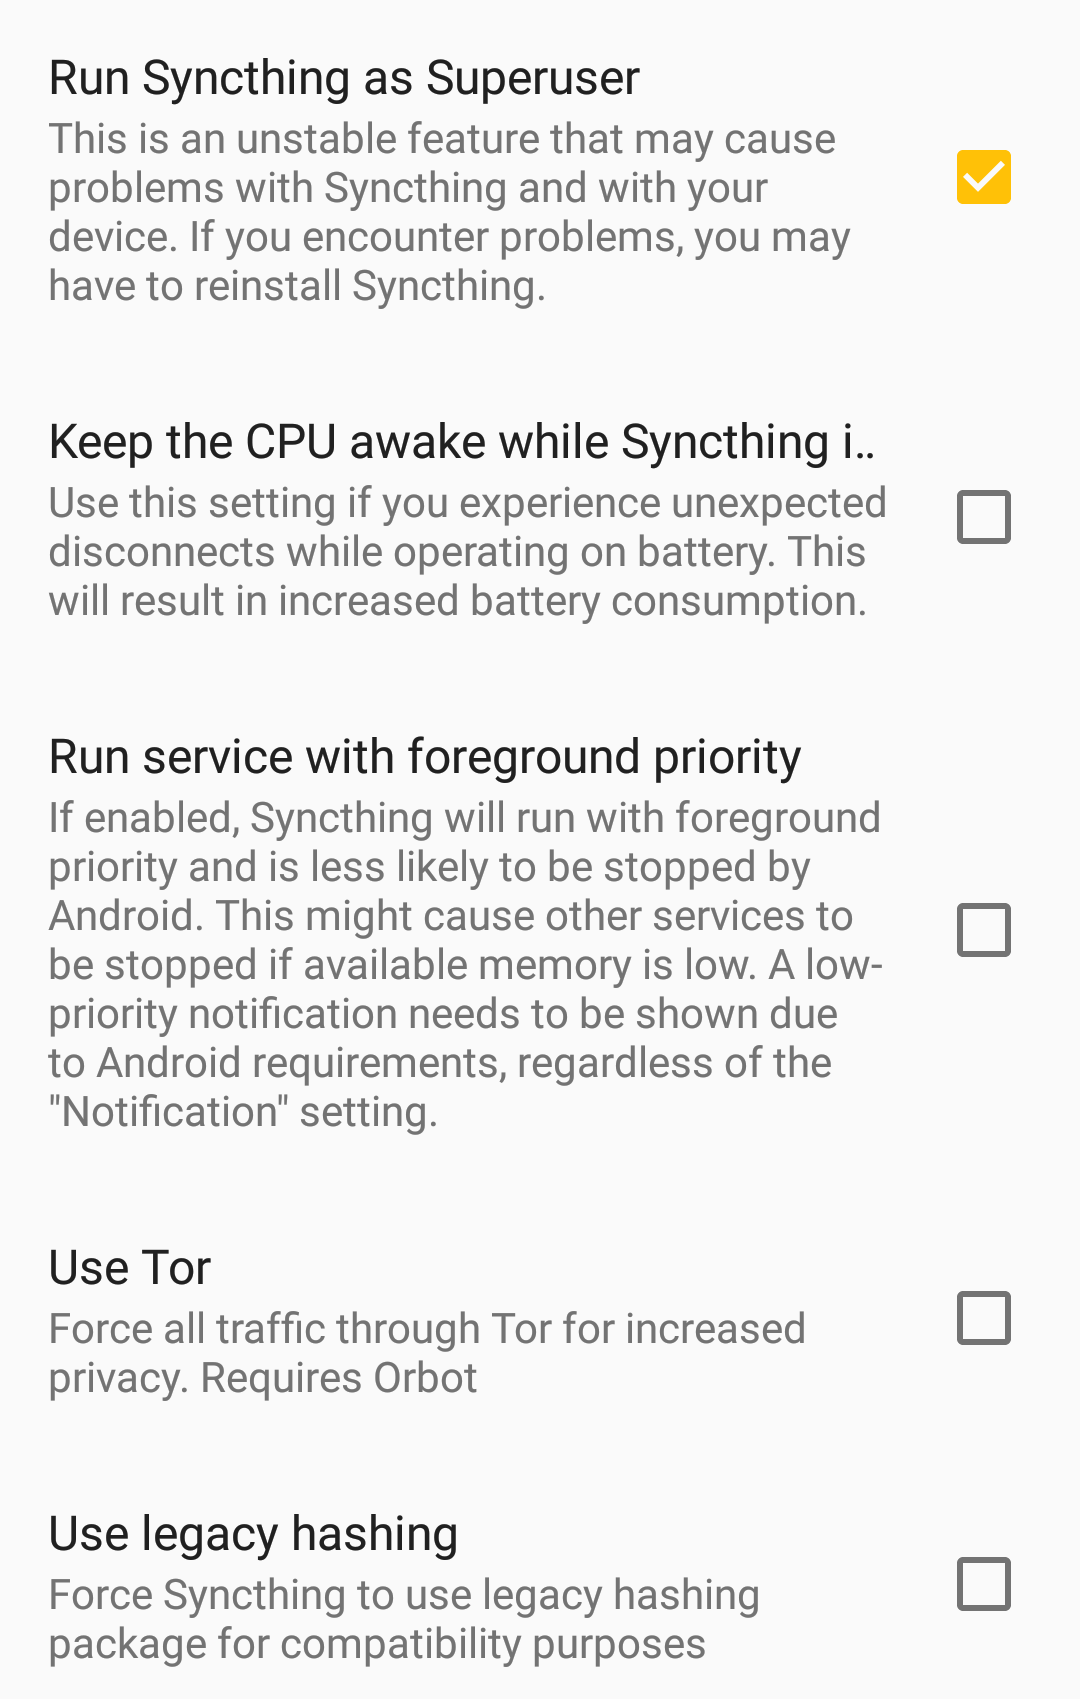 Run Syncthing as Superuser
This is an unstable feature that may cause
problems with Syncthing and with your
device. If you encounter problems, you may
have to reinstall Syncthing.
Keep the CPU awake while Syncthing i..
Use this setting if you experience unexpected
disconnects while operating on battery. This
will result in increased battery consumption.
Run service with foreground priority
If enabled, Syncthing will run with foreground
priority and is less likely to be stopped by
Android. This might cause other services to
be stopped if available memory is low. A low-
priority notification needs to be shown due
to Android requirements, regardless of the
"Notification" setting.
Use Tor
Force all traffic through Tor for increased
privacy. Requires Orbot
Use legacy hashing
Force Syncthing to use legacy hashing
package for compatibility purposes